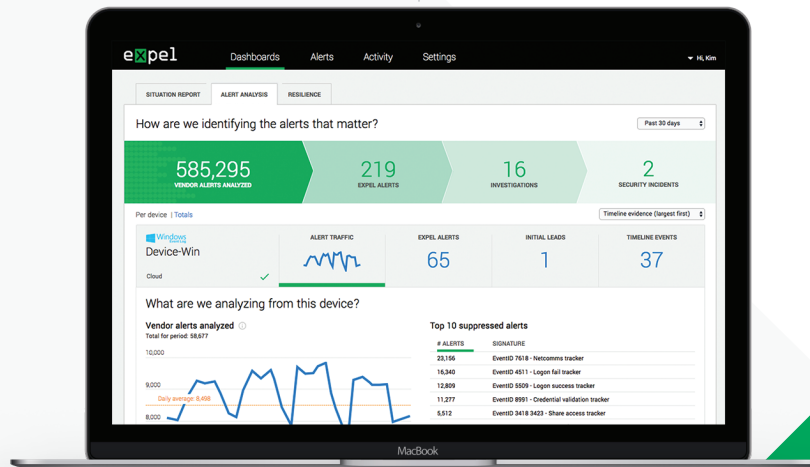 expel
Dashboards
Alerts
Activity
Settings
Hi, Kim
SITUATION REPORT
ALERT ANALYSIS
RESILIENCE
How are we identifying the alerts that matter?
Past 30 days
585,295
VENDOR ALERTS ANALYZED
219
EXPEL ALERTS
16
INVESTIGATIONS
2
SECURITY INCIDENTS
Per device | Totals
Timeline evidence (largest first)
Windows
Device-Win
Cloud
ALERT TRAFFIC
EXPEL ALERTS
65
INITIAL LEADS
1
TIMELINE EVENTS
37
What are we analyzing from this device?
Vendor alerts analyzed
Total for period: 58,677
10,000
9,000
Daily average: 8,498
8,000
Top 10 suppressed alerts
# ALERTS SIGNATURE
23,156 EventID 7618 - Netcomms tracker
16,340 EventID 4511 - Logon fail tracker
12,809 EventID 5509 - Logon success tracker
11,277 EventID 8991 - Credential validation tracker
5,512 EventID 3418 3423 - Share access tracker
MacBook